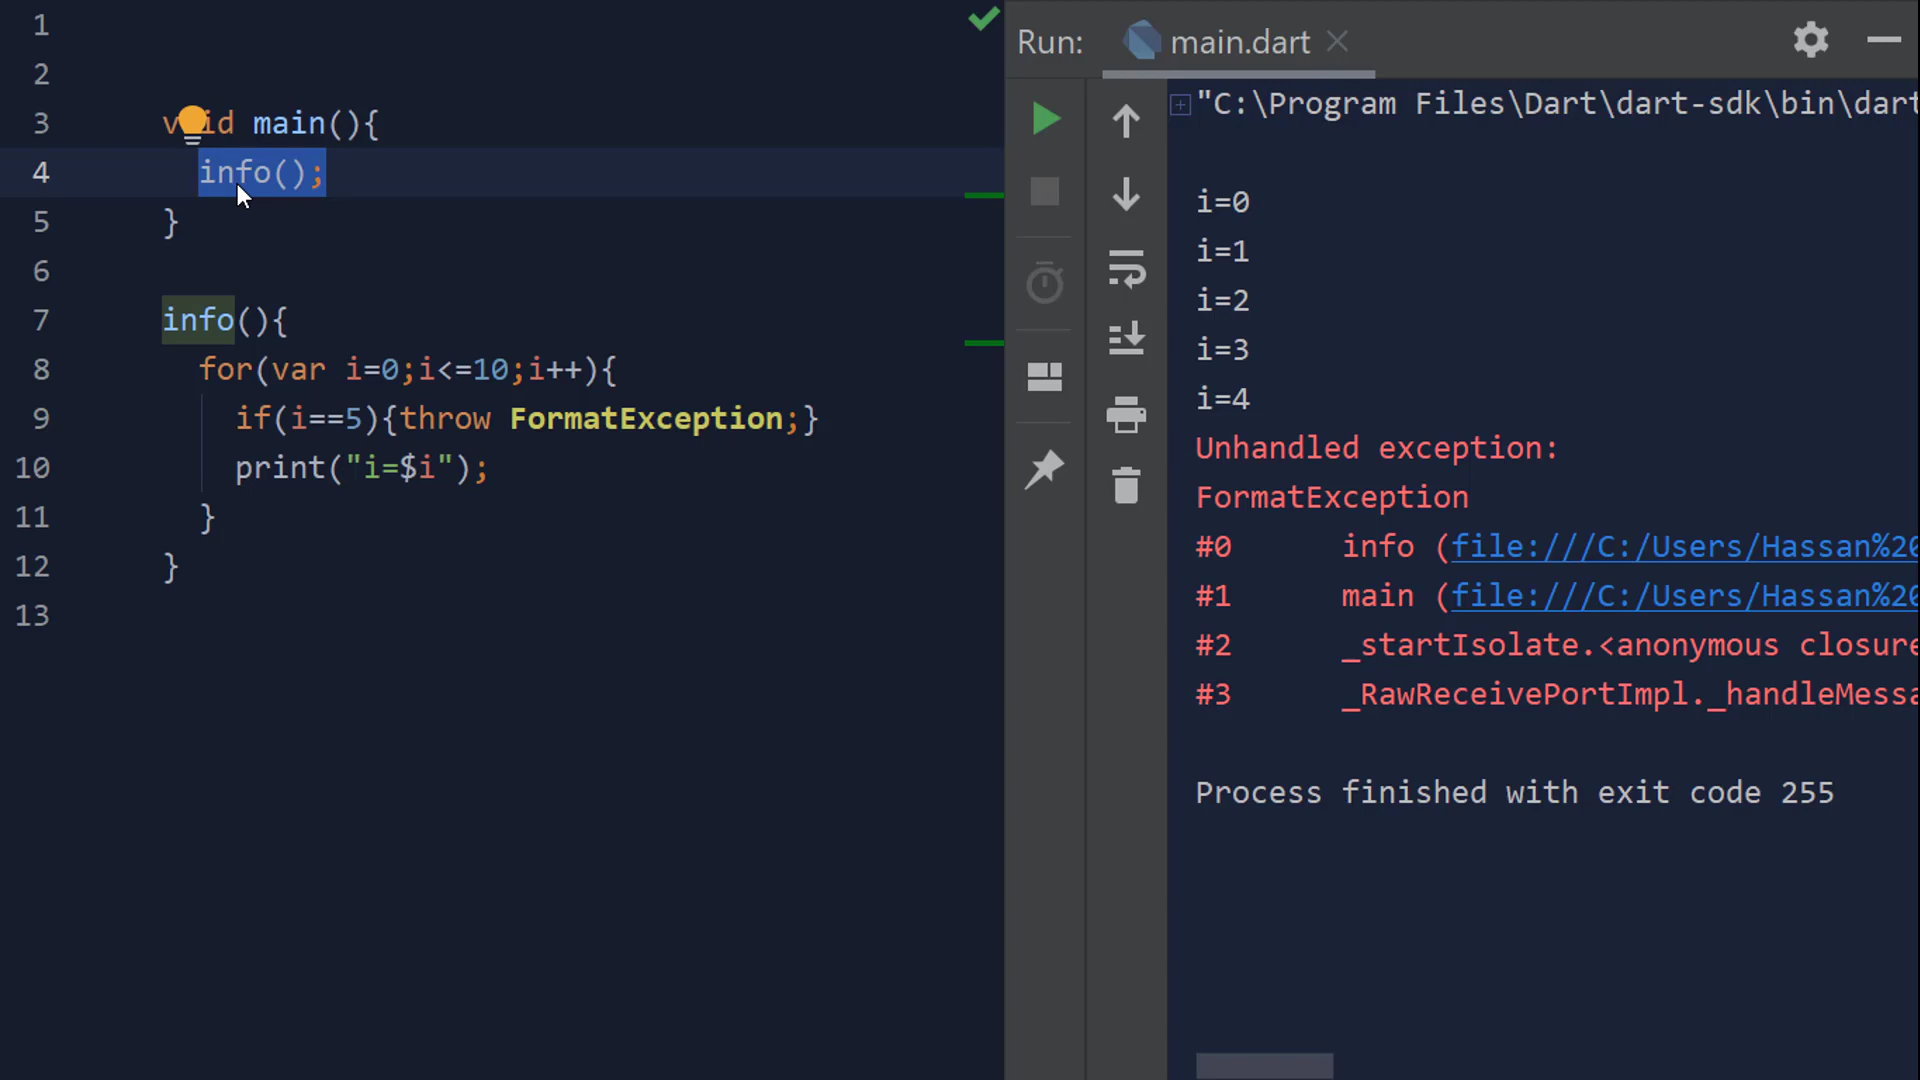 1
2
3 void main(){
4 info();
5 }
6
7 info(){
8 for(var i=0;i<=10;i++){
9 if(i==5){throw FormatException;}
10 print("i=$i");
11 }
12 }
13
Run: main.dart
"C:\Program Files\Dart\dart-sdk\bin\dart
i=0
i=1
i=2
i=3
i=4
Unhandled exception:
FormatException
#0 info (file:///C:/Users/Hassan%20
#1 main (file:///C:/Users/Hassan%20
#2 _startIsolate.<anonymous closure
#3 _RawReceivePortImpl._handleMessa
Process finished with exit code 255